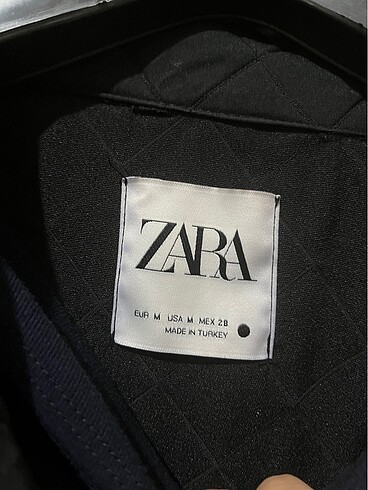 ZARA
EUR M USA M MEX 28
MADE IN TURKEY